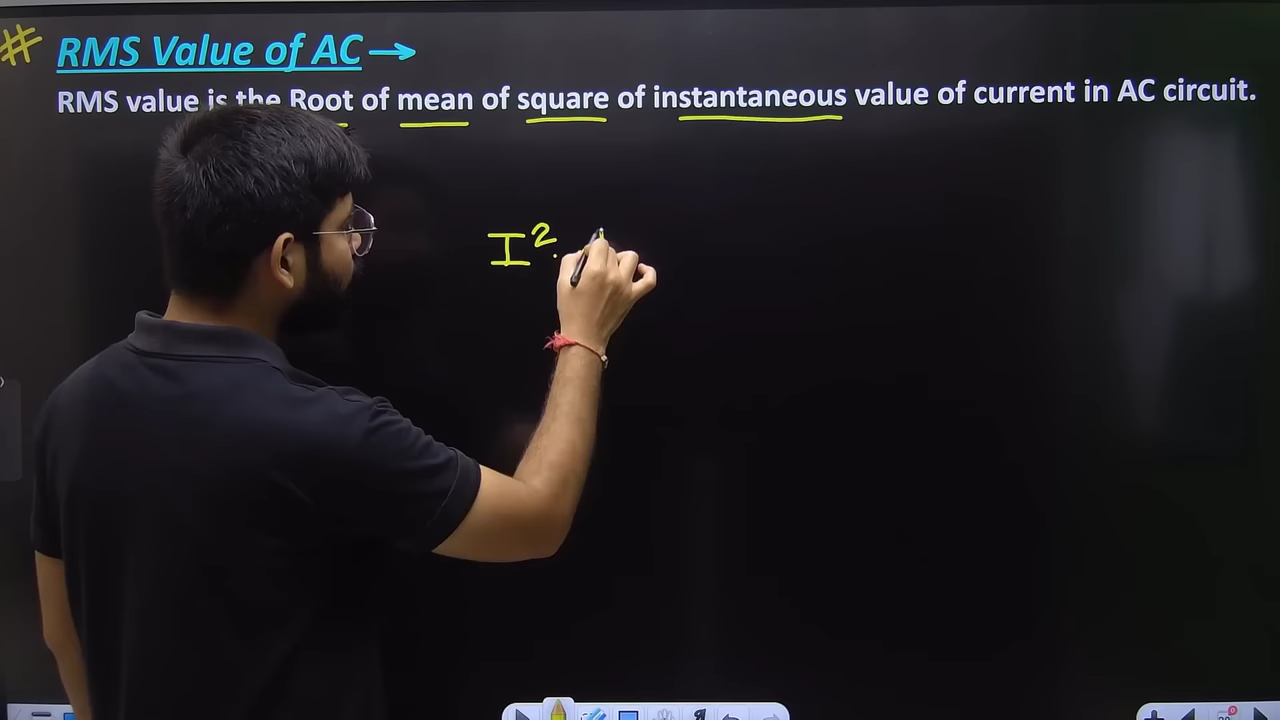 # RMS Value of AC →
RMS value is the Root of mean of square of instantaneous value of current in AC circuit.
I².